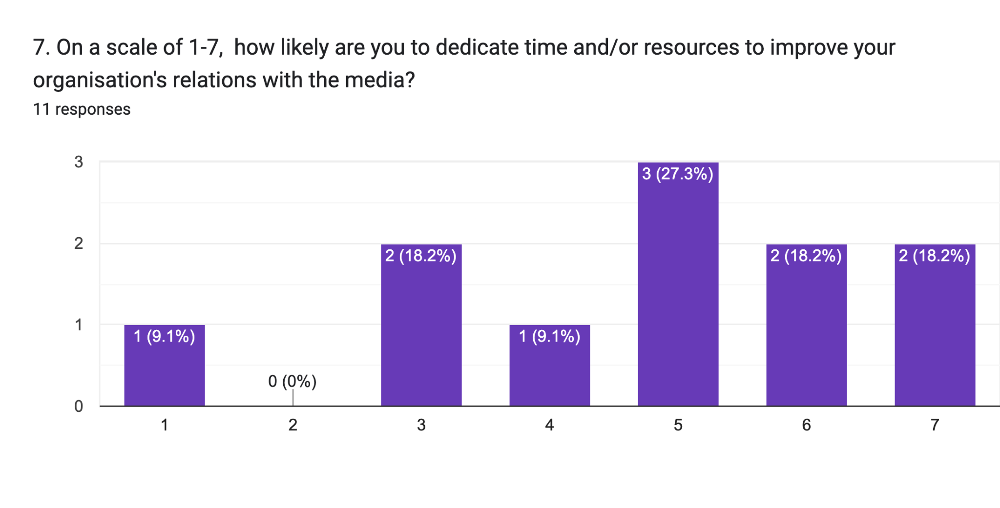 7. On a scale of 1-7,  how likely are you to dedicate time and/or resources to improve your
organisation's relations with the media?
11 responses
3
3 (27.3%)
2
2 (18.2%)
2 (18.2%)
2 (18.2%)
1
1 (9.1%)
1 (9.1%)
0 (0%)
0
1 2 3 4 5 6 7